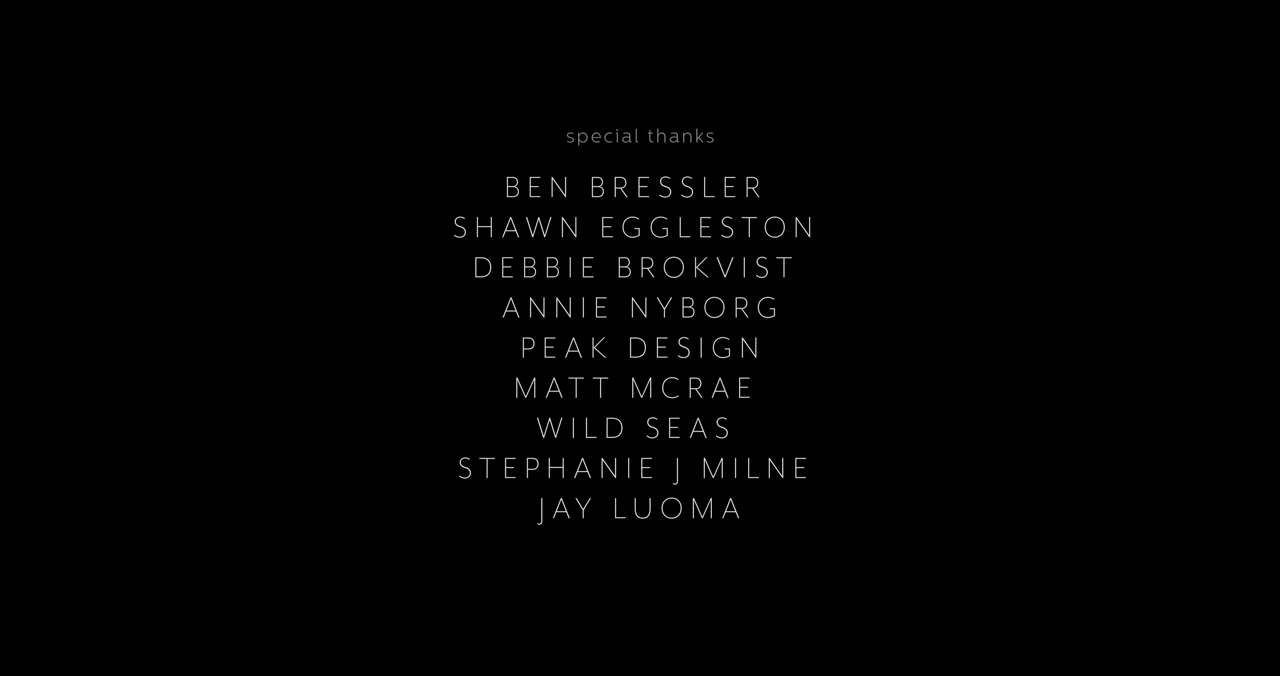 special thanks
BEN BRESSLER
SHAWN EGGLESTON
DEBBIE BROKVIST
ANNIE NYBORG
PEAK DESIGN
MATT MCRAE
WILD SEAS
STEPHANIE J MILNE
JAY LUOMA